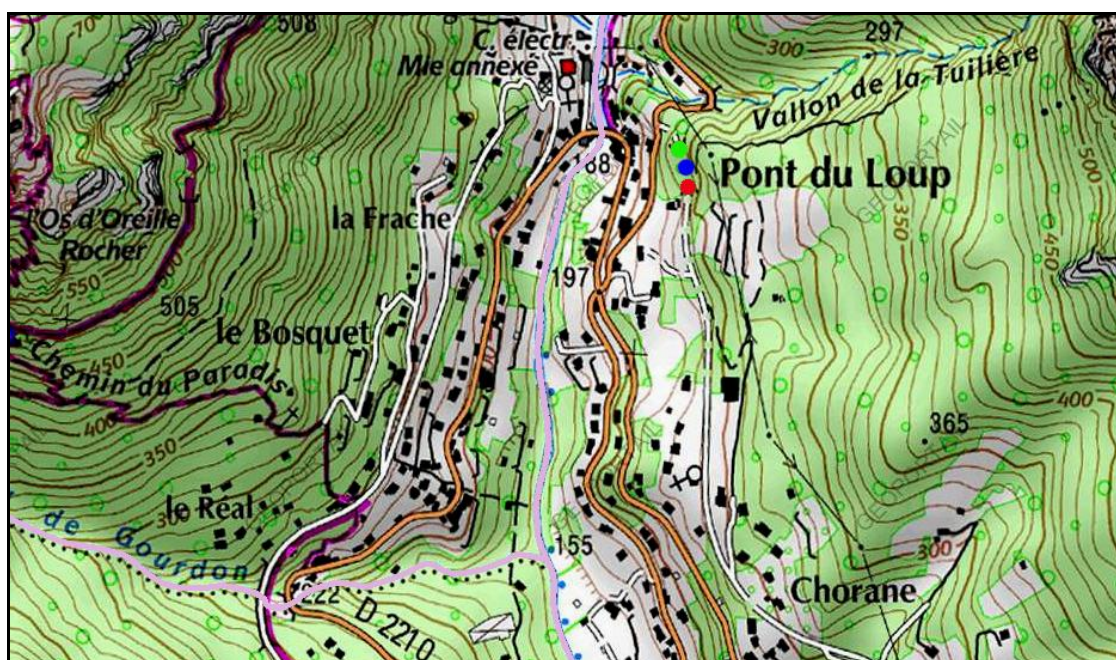 508
C. électr.
Mie annexe
300
297
Vallon de la Tuilière
188
Pont du Loup
500
l'Os d'Oreille
Rocher
la Frache
350
450
550
505
197
le Bosquet
Chemin du Paradis
450
400
400
365
350
le Réal
300
de Gourdon
155
300
Chorane
222
D 2210